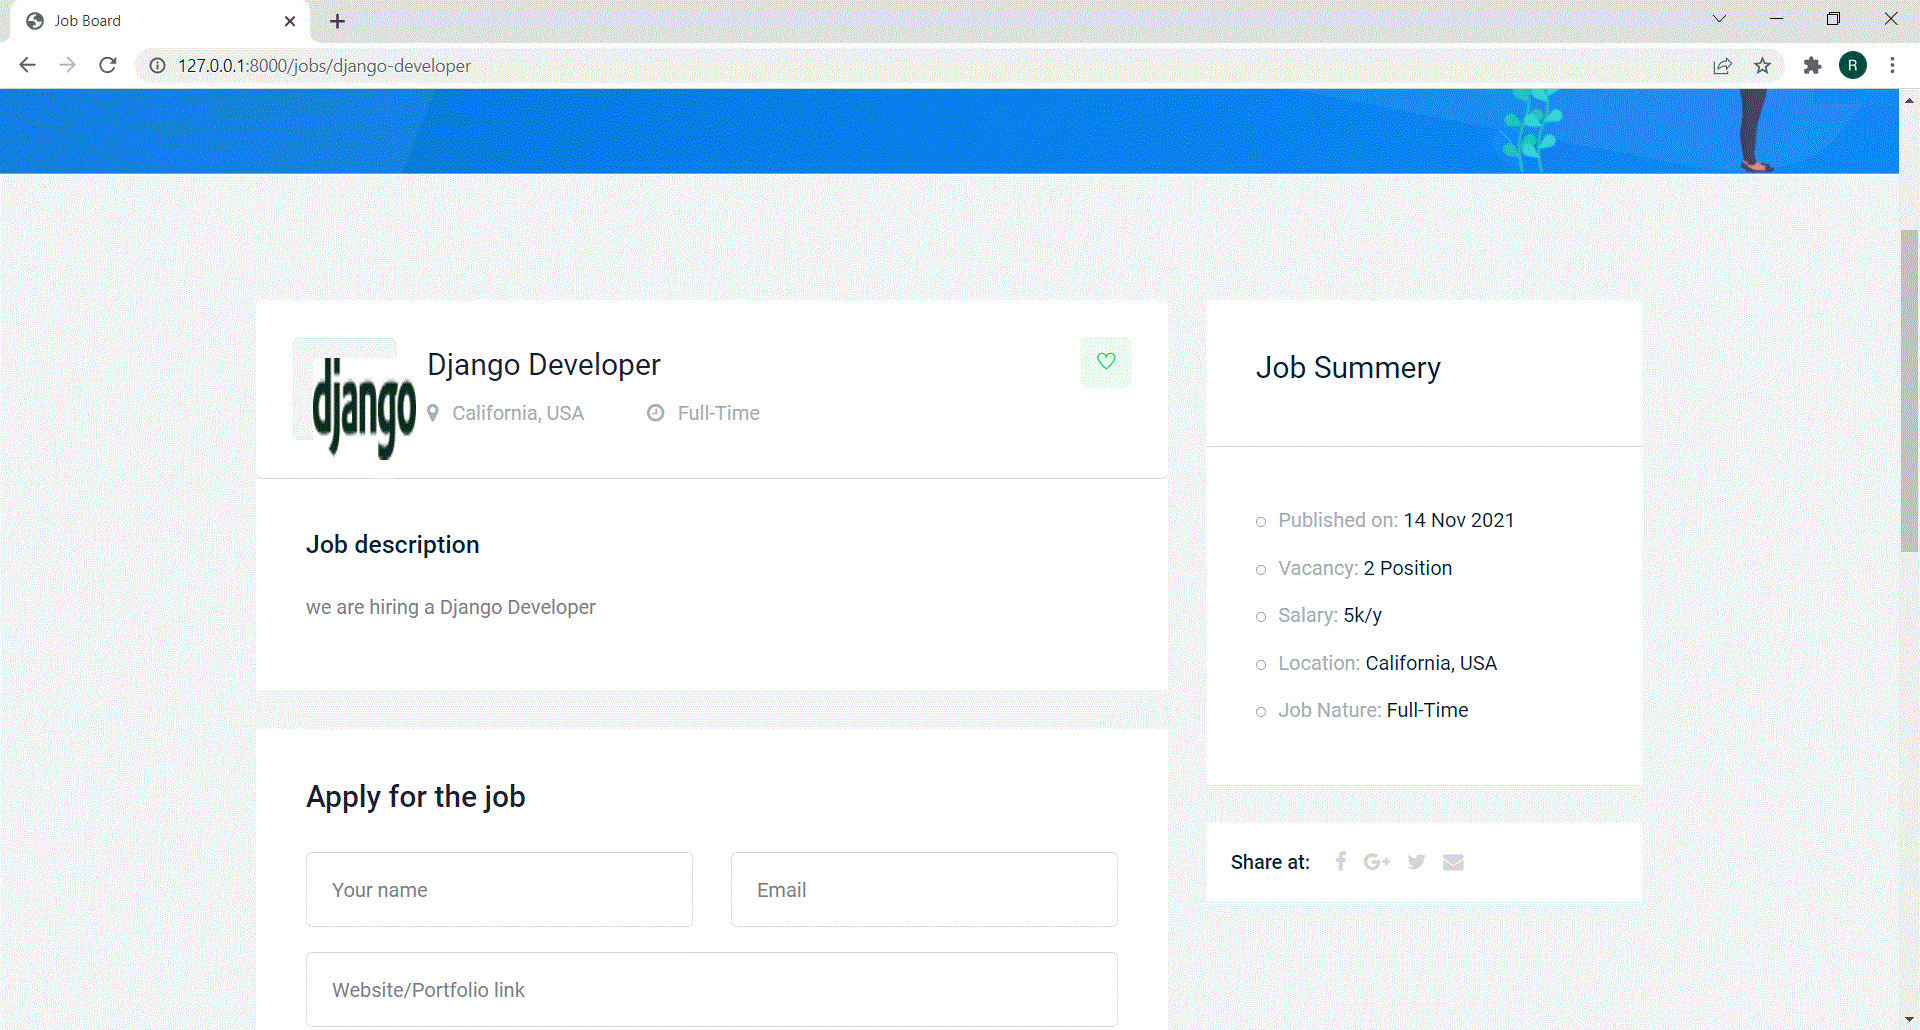 Job Board
127.0.0.1:8000/jobs/django-developer
R
django
Django Developer
California, USA Full-Time
Job description
we are hiring a Django Developer
Apply for the job
Your name Email
Website/Portfolio link
Job Summery
Published on: 14 Nov 2021
Vacancy: 2 Position
Salary: 5k/y
Location: California, USA
Job Nature: Full-Time
Share at: